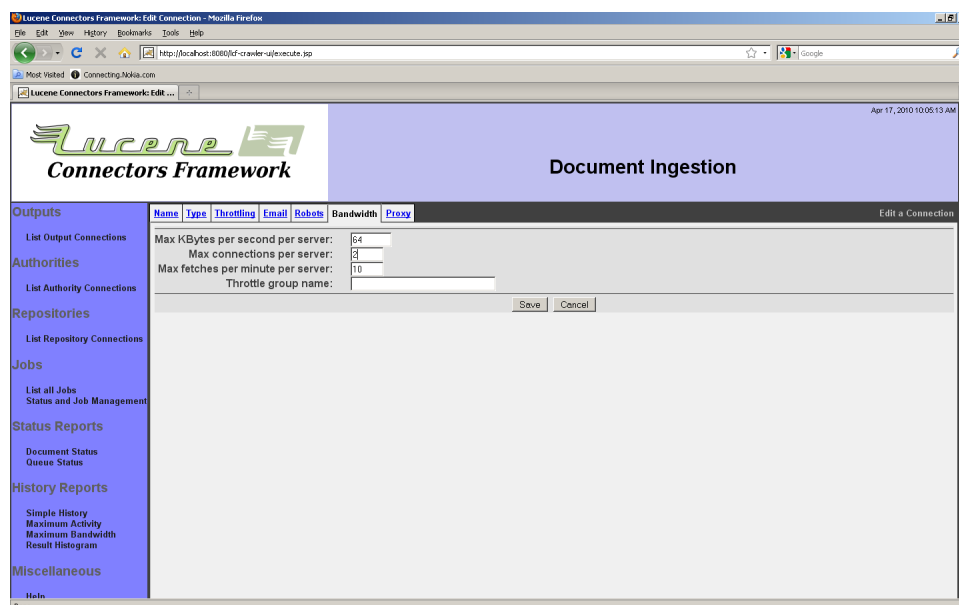 Lucene Connectors Framework: Edit Connection - Mozilla Firefox
File Edit View History Bookmarks Tools Help
http://localhost:8080/lcf-crawler-ui/execute.jsp
Google
Most Visited Connecting.Nokia.com
Lucene Connectors Framework: Edit ...
Apr 17, 2010 10:05:13 AM
Lucene
Connectors Framework
Document Ingestion
Outputs
List Output Connections
Authorities
List Authority Connections
Repositories
List Repository Connections
Jobs
List all Jobs
Status and Job Management
Status Reports
Document Status
Queue Status
History Reports
Simple History
Maximum Activity
Maximum Bandwidth
Result Histogram
Miscellaneous
Help
Name Type Throttling Email Robots Bandwidth Proxy
Edit a Connection
Max KBytes per second per server: 64
Max connections per server: 2
Max fetches per minute per server: 10
Throttle group name:
Save Cancel